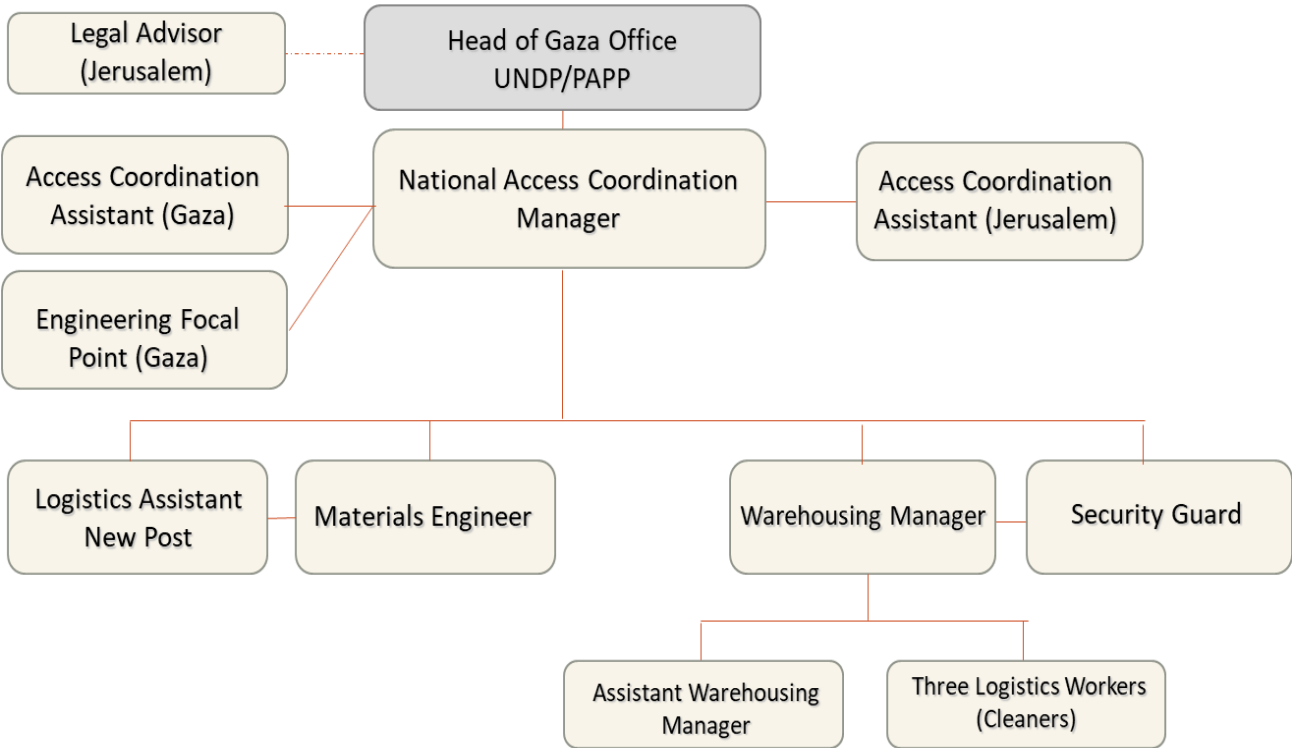 Legal Advisor
(Jerusalem)
Head of Gaza Office
UNDP/PAPP
Access Coordination
Assistant (Gaza)
National Access Coordination
Manager
Access Coordination
Assistant (Jerusalem)
Engineering Focal
Point (Gaza)
Logistics Assistant
New Post
Materials Engineer
Warehousing Manager
Security Guard
Assistant Warehousing
Manager
Three Logistics Workers
(Cleaners)